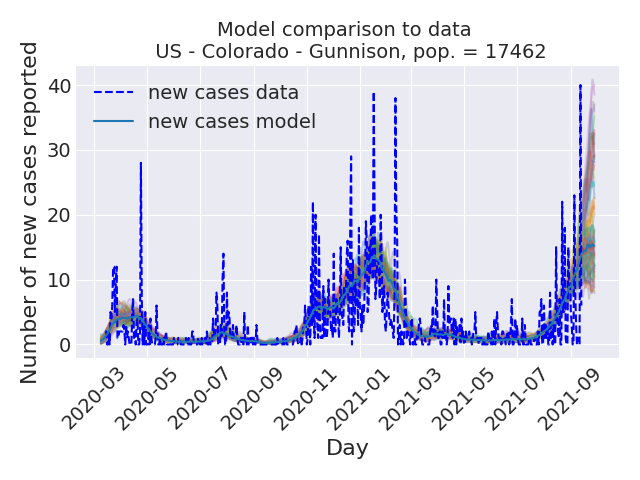 Model comparison to data
US - Colorado - Gunnison, pop. = 17462
Number of new cases reported
40
30
20
10
0
new cases data
new cases model
2020-03
2020-05
2020-07
2020-09
2020-11
2021-01
2021-03
2021-05
2021-07
2021-09
Day